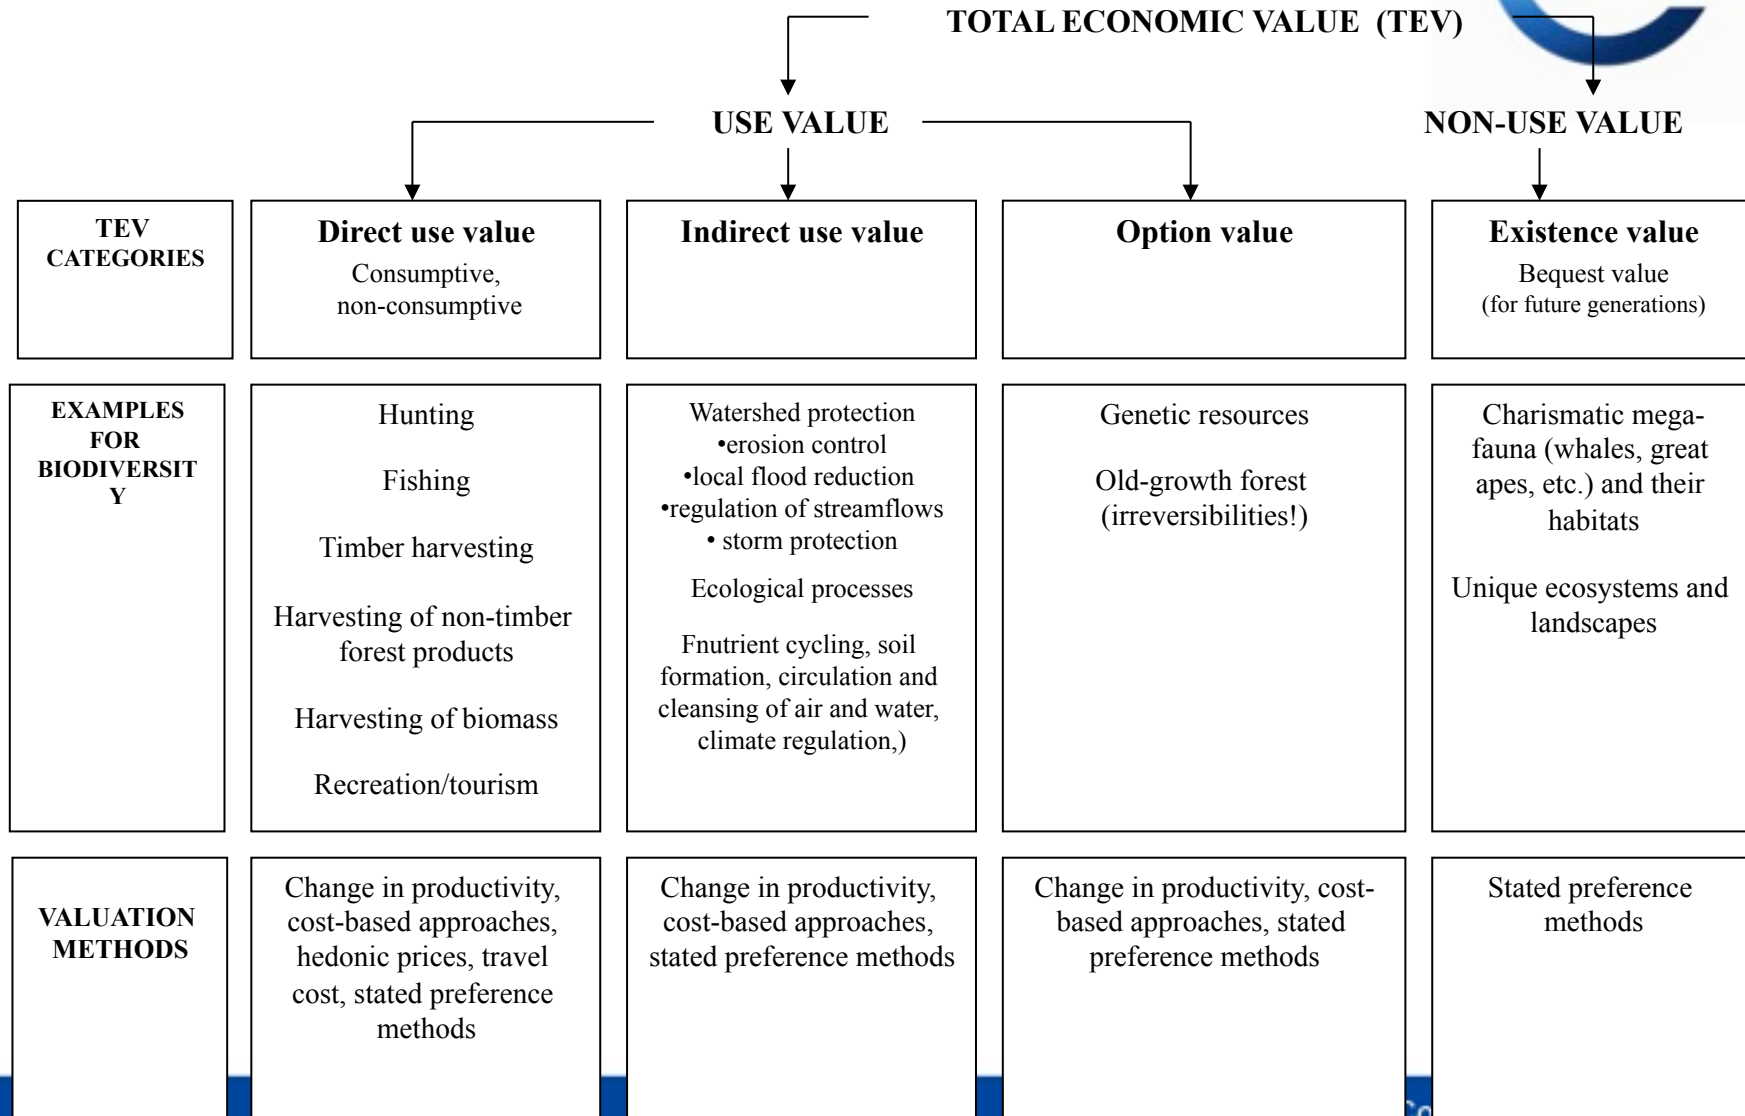 TOTAL ECONOMIC VALUE (TEV)
USE VALUE
NON-USE VALUE
TEV
CATEGORIES
Direct use value
Consumptive,
non-consumptive
Indirect use value
Option value
Existence value
Bequest value
(for future generations)
EXAMPLES
FOR
BIODIVERSIT
Y
Hunting
Fishing
Timber harvesting
Harvesting of non-timber
forest products
Harvesting of biomass
Recreation/tourism
Watershed protection
•erosion control
•local flood reduction
•regulation of streamflows
• storm protection
Ecological processes
Fnutrient cycling, soil
formation, circulation and
cleansing of air and water,
climate regulation,)
Genetic resources
Old-growth forest
(irreversibilities!)
Charismatic mega-
fauna (whales, great
apes, etc.) and their
habitats
Unique ecosystems and
landscapes
VALUATION
METHODS
Change in productivity,
cost-based approaches,
hedonic prices, travel
cost, stated preference
methods
Change in productivity,
cost-based approaches,
stated preference methods
Change in productivity, cost-
based approaches, stated
preference methods
Stated preference
methods